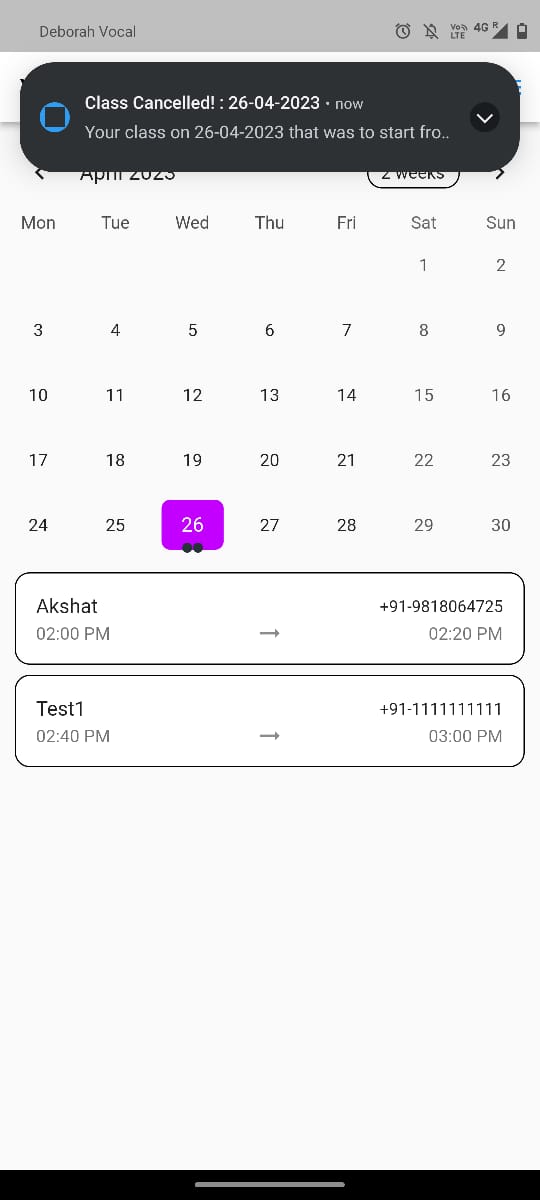 Deborah Vocal
Vo)) LTE 4G R
Class Cancelled! : 26-04-2023 • now
Your class on 26-04-2023 that was to start fro..
April 2023 2 weeks
Mon Tue Wed Thu Fri Sat Sun
1 2
3 4 5 6 7 8 9
10 11 12 13 14 15 16
17 18 19 20 21 22 23
24 25 26 27 28 29 30
Akshat +91-9818064725
02:00 PM → 02:20 PM
Test1 +91-1111111111
02:40 PM → 03:00 PM